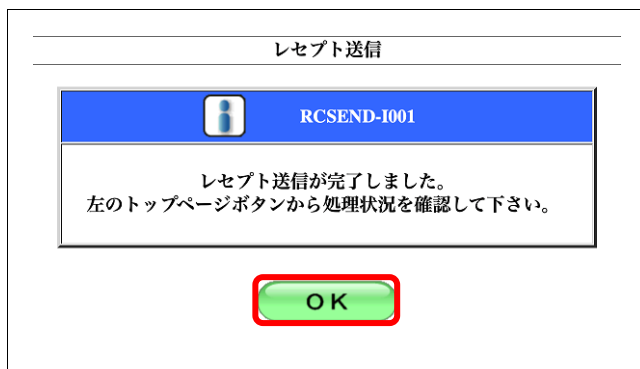 レセプト送信
RCSEND-I001
レセプト送信が完了しました。
左のトップページボタンから処理状況を確認して下さい。
OK